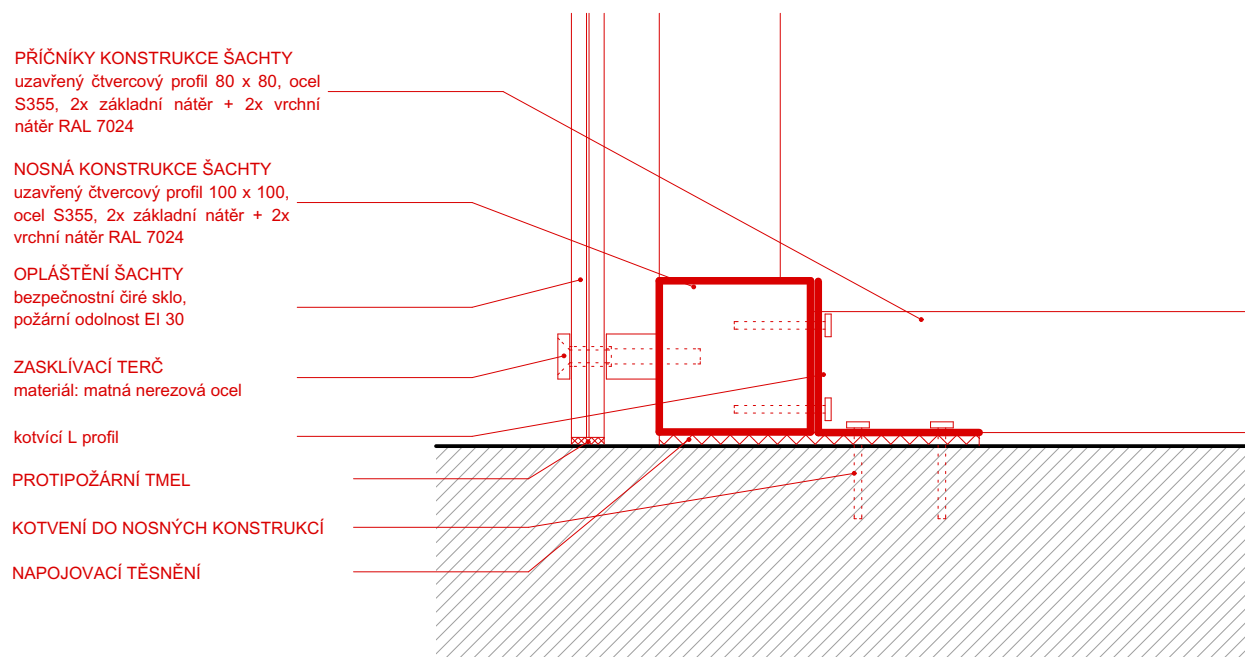 PŘÍČNÍKY KONSTRUKCE ŠACHTY
uzavřený čtvercový profil 80 x 80, ocel
S355, 2x základní nátěr + 2x vrchní
nátěr RAL 7024
NOSNÁ KONSTRUKCE ŠACHTY
uzavřený čtvercový profil 100 x 100,
ocel S355, 2x základní nátěr + 2x
vrchní nátěr RAL 7024
OPLÁŠTĚNÍ ŠACHTY
bezpečnostní čiré sklo,
požární odolnost EI 30
ZASKLÍVACÍ TERČ
materiál: matná nerezová ocel
kotvící L profil
PROTIPOŽÁRNÍ TMEL
KOTVENÍ DO NOSNÝCH KONSTRUKCÍ
NAPOJOVACÍ TĚSNĚNÍ